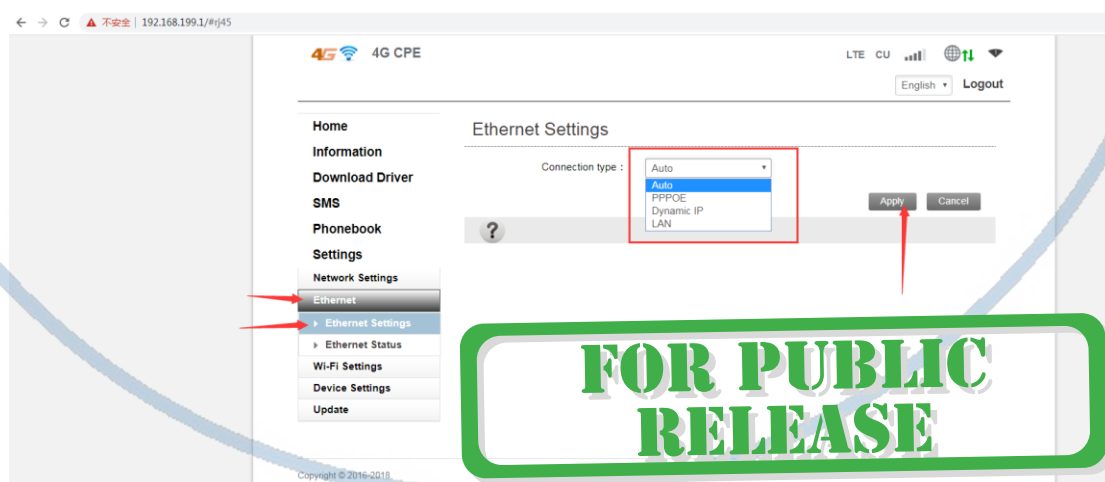 不安全 | 192.168.199.1/#rj45
4G 4G CPE
LTE CU
English Logout
Home
Information
Download Driver
SMS
Phonebook
Settings
Network Settings
Ethernet
Ethernet Settings
Ethernet Status
Wi-Fi Settings
Device Settings
Update
Ethernet Settings
Connection type : Auto
Auto
PPPOE
Dynamic IP
LAN
Apply Cancel
?
FOR PUBLIC
RELEASE
Copyright © 2016-2018